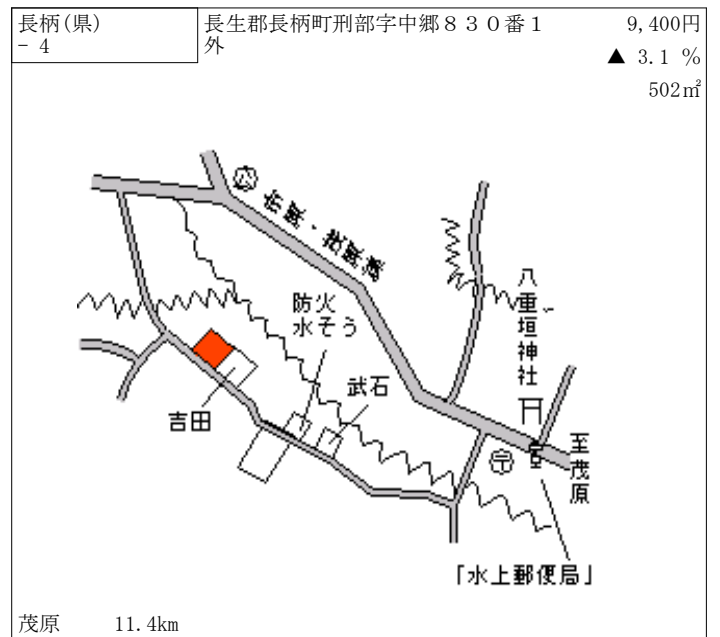 長柄(県)
- 4
長生郡長柄町刑部字中郷８３０番１
外
9,400円
▲ 3.1 %
502㎡
市原・茂原線
八重垣神社
防火
水そう
武石
吉田
至茂原
「水上郵便局」
茂原 11.4km